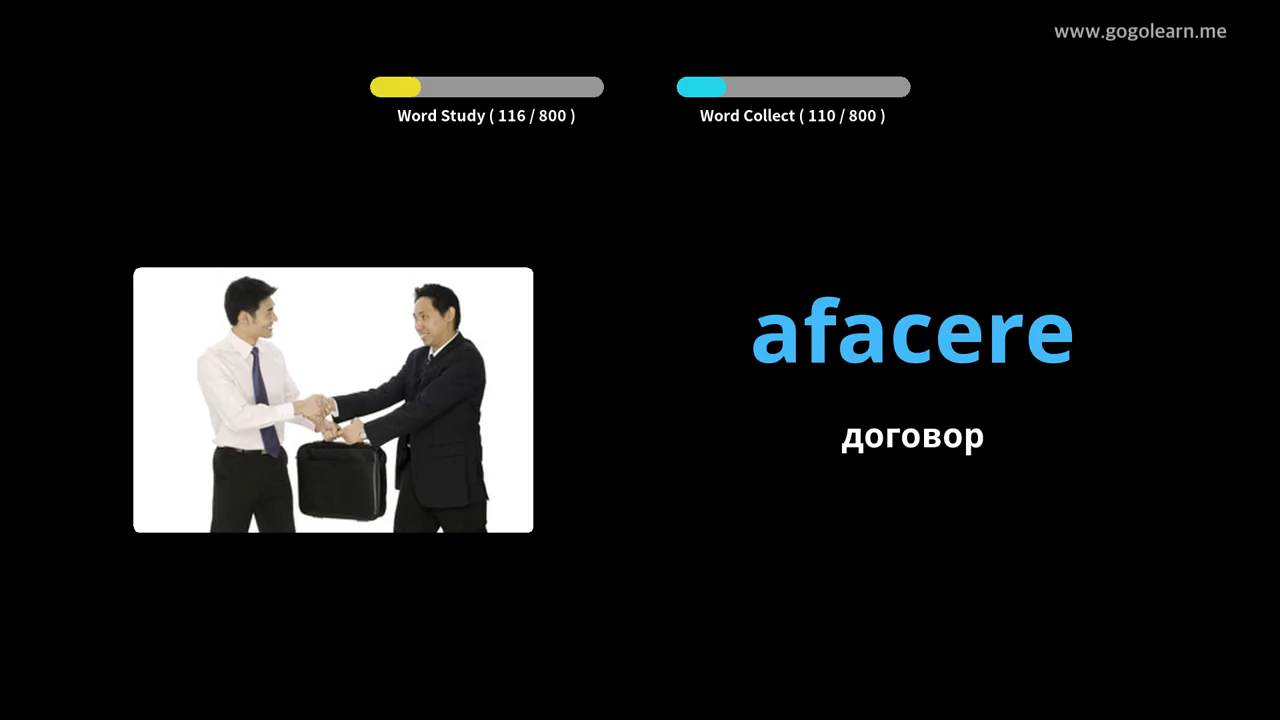 www.gogolearn.me
Word Study ( 116 / 800 )
Word Collect ( 110 / 800 )
afacere
договор